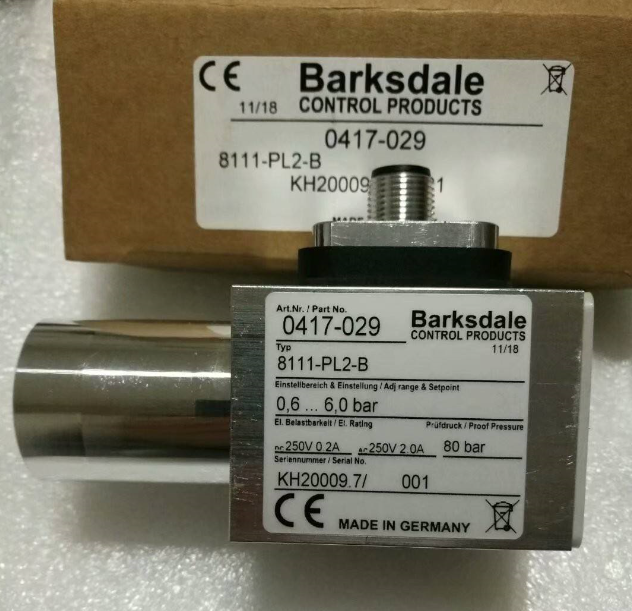 CE Barksdale
11/18 CONTROL PRODUCTS
0417-029
8111-PL2-B
KH20009
MADE
Art.Nr. / Part No.
0417-029
Barksdale
CONTROL PRODUCTS
Typ
11/18
8111-PL2-B
Einstellbereich & Einstellung / Adj range & Setpoint
0,6 ... 6,0 bar
El. Belastbarkeit / El. Rating
Prüfdruck / Proof Pressure
DC 250V 0.2A AC 250V 2.0A 80 bar
Seriennummer / Serial No.
KH20009.7/ 001
CE MADE IN GERMANY